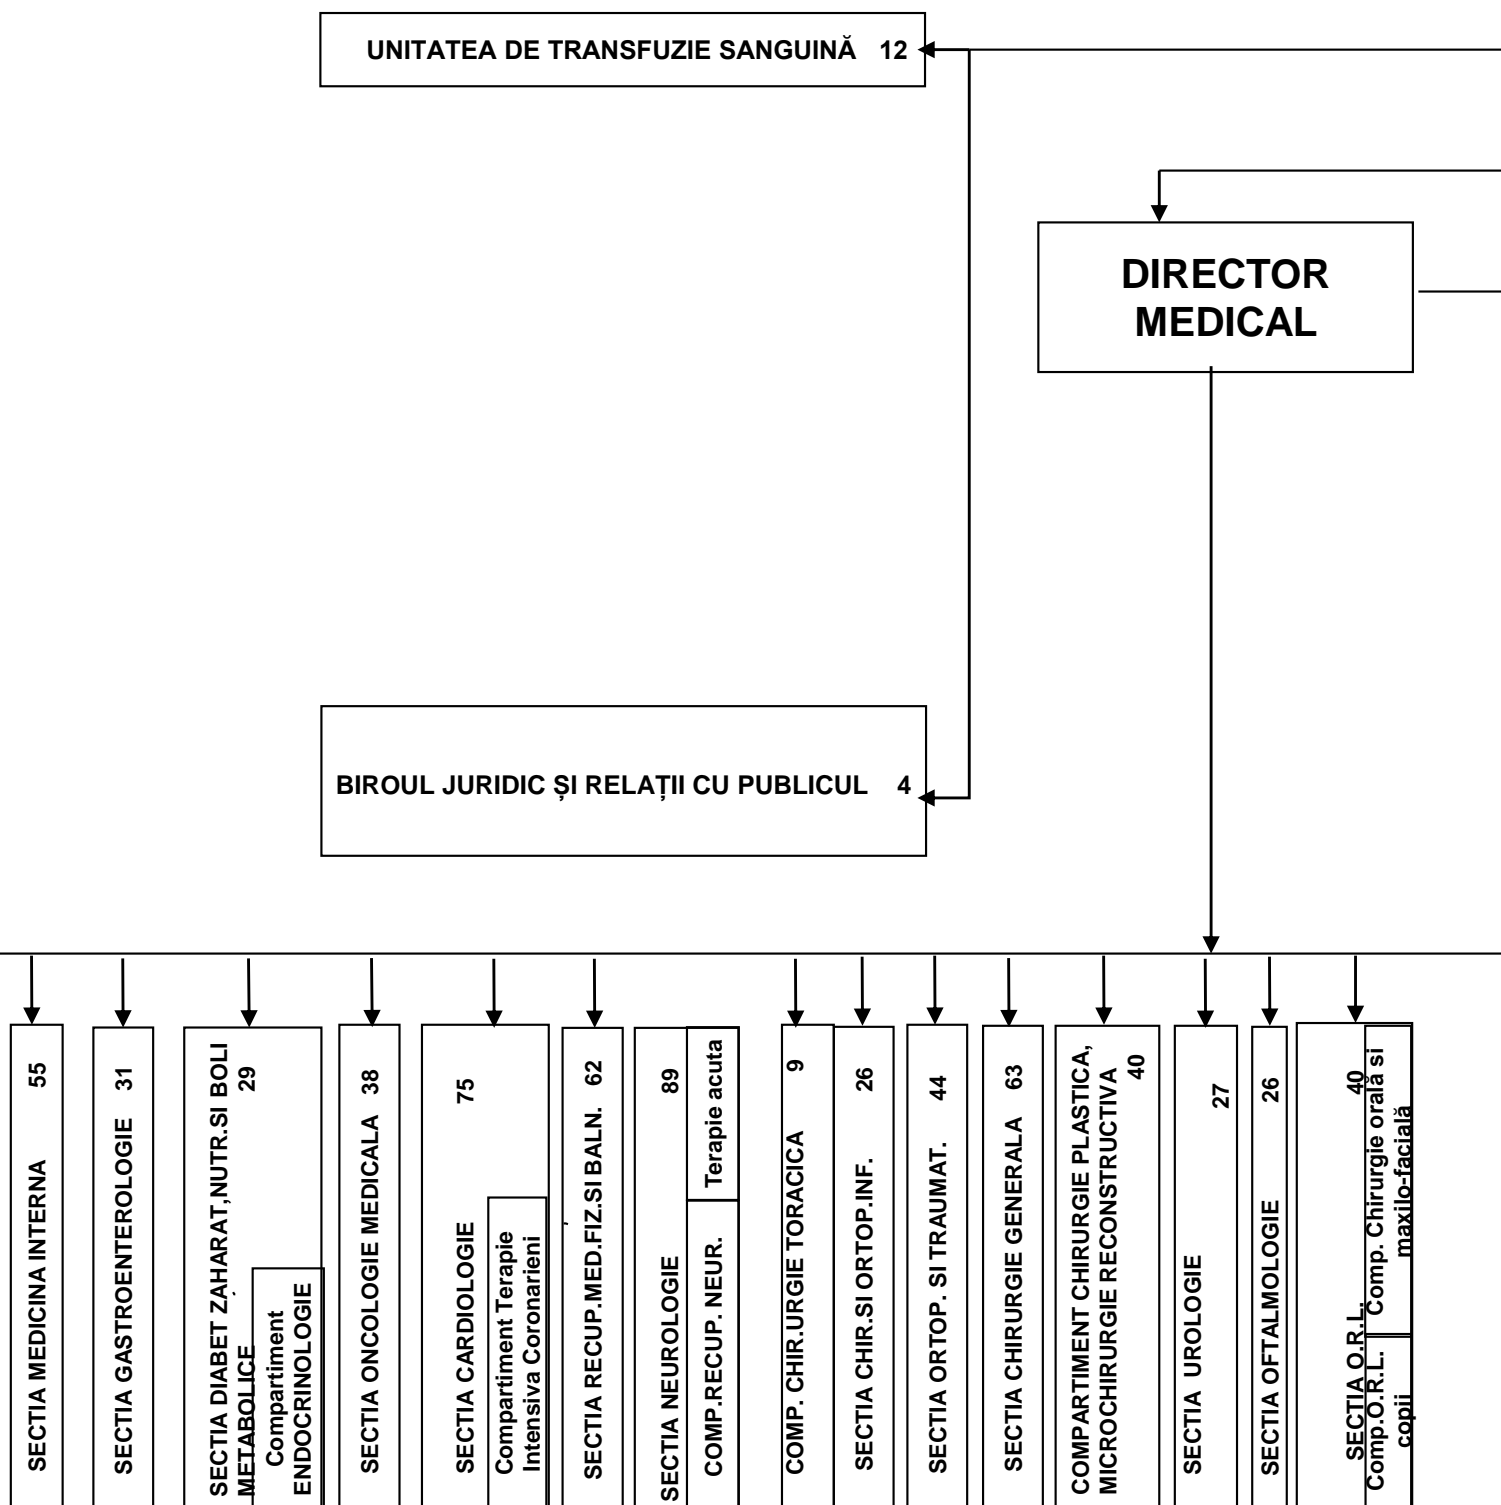 UNITATEA DE TRANSFUZIE SANGUINĂ 12
DIRECTOR
MEDICAL
BIROUL JURIDIC ȘI RELAȚII CU PUBLICUL 4
SECTIA MEDICINA INTERNA 55
SECTIA GASTROENTEROLOGIE 31
SECTIA DIABET ZAHARAT,NUTR.SI BOLI
METABOLICE 29
Compartiment
ENDOCRINOLOGIE
SECTIA ONCOLOGIE MEDICALA 38
SECTIA CARDIOLOGIE 75
Compartiment Terapie
Intensiva Coronarieni
SECTIA RECUP.MED.FIZ.SI BALN. 62
SECTIA NEUROLOGIE 89
Terapie acuta
COMP.RECUP. NEUR.
COMP. CHIR.URGIE TORACICA 9
SECTIA CHIR.SI ORTOP.INF. 26
SECTIA ORTOP. SI TRAUMAT. 44
SECTIA CHIRURGIE GENERALA 63
COMPARTIMENT CHIRURGIE PLASTICA,
MICROCHIRURGIE RECONSTRUCTIVA
40
SECTIA UROLOGIE 27
SECTIA OFTALMOLOGIE 26
SECTIA O.R.L. 40
Comp. Chirurgie orală si
maxilo-facială
Comp.O.R.L.
copii